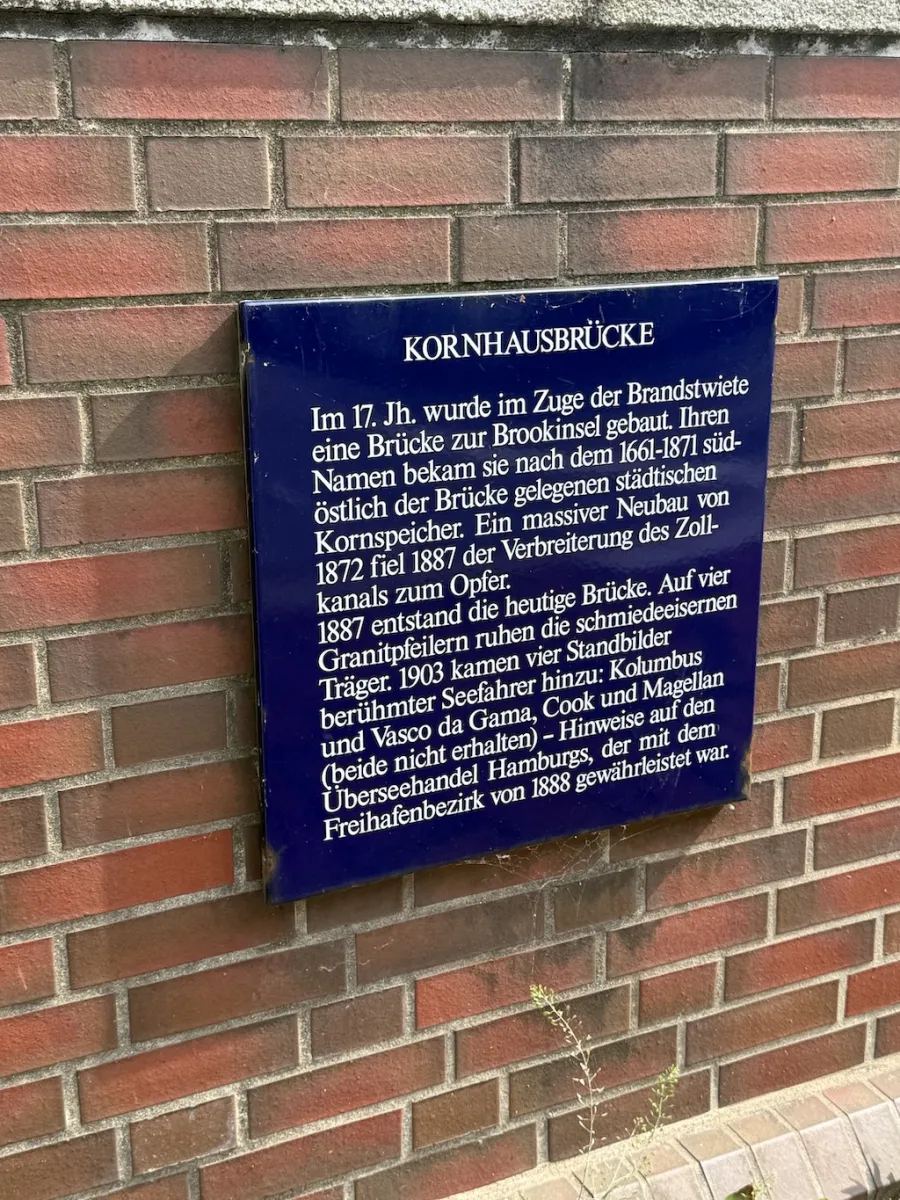 KORNHAUSBRÜCKE
Im 17. Jh. wurde im Zuge der Brandstwiete
eine Brücke zur Brookinsel gebaut. Ihren
Namen bekam sie nach dem 1661-1871 süd-
östlich der Brücke gelegenen städtischen
Kornspeicher. Ein massiver Neubau von
1872 fiel 1887 der Verbreiterung des Zoll-
kanals zum Opfer.
1887 entstand die heutige Brücke. Auf vier
Granitpfeilern ruhen die schmiedeeisernen
Träger. 1903 kamen vier Standbilder
berühmter Seefahrer hinzu: Kolumbus
und Vasco da Gama, Cook und Magellan
(beide nicht erhalten) – Hinweise auf den
Überseehandel Hamburgs, der mit dem
Freihafenbezirk von 1888 gewährleistet war.